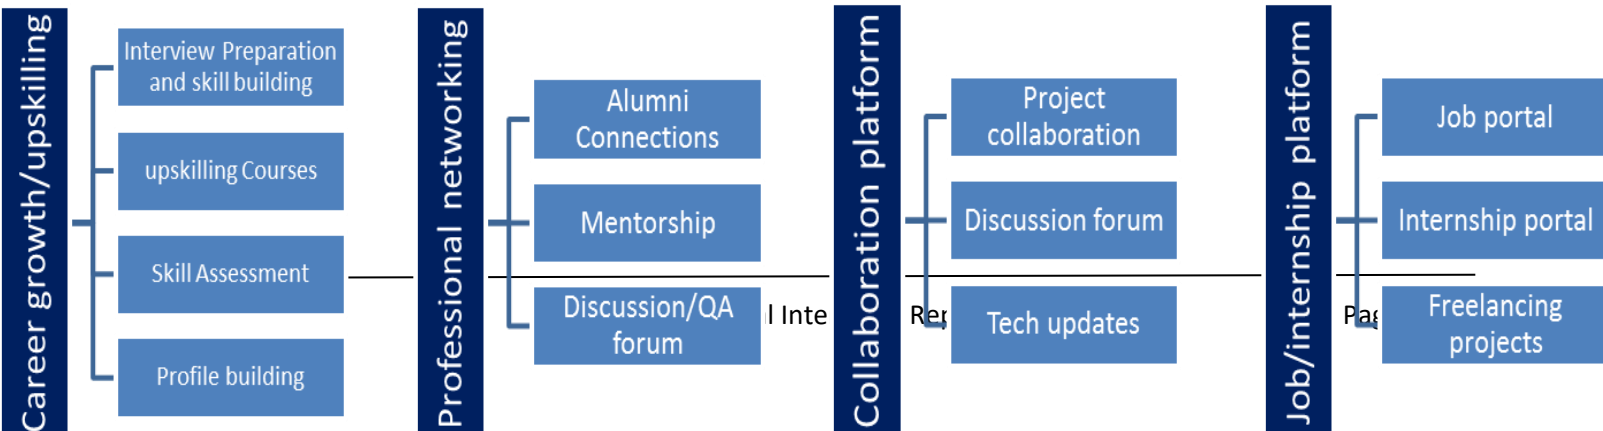 Career growth/upskilling
Interview Preparation
and skill building
upskilling Courses
Skill Assessment
Profile building
Professional networking
Alumni
Connections
Mentorship
Discussion/QA
forum
Collaboration platform
Project
collaboration
Discussion forum
Tech updates
Job/internship platform
Job portal
Internship portal
Freelancing
projects